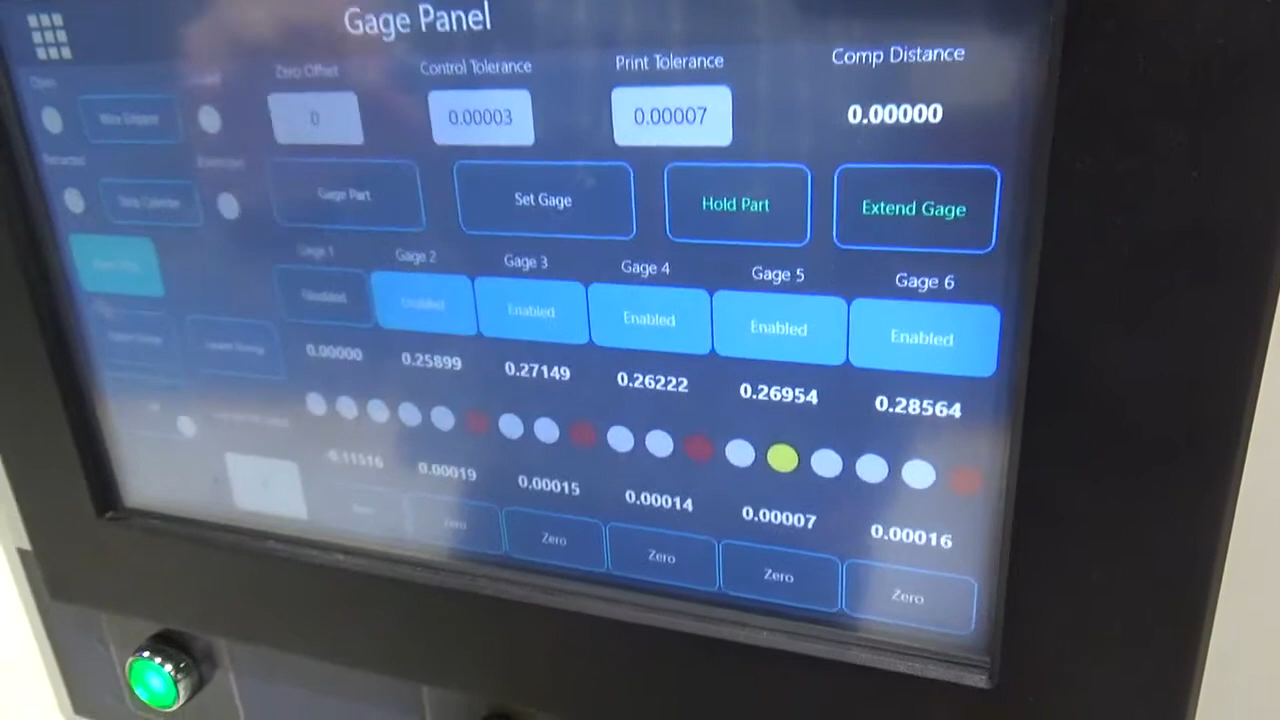 Gage Panel
Zero Offset Control Tolerance Print Tolerance Comp Distance
0 0.00003 0.00007 0.00000
Gage Part Set Gage Hold Part Extend Gage
Gage 1 Gage 2 Gage 3 Gage 4 Gage 5 Gage 6
Disabled Enabled Enabled Enabled Enabled Enabled
0.00000 0.25899 0.27149 0.26222 0.26954 0.28564
0.00019 0.00015 0.00014 0.00007 0.00016
Zero Zero Zero Zero Zero